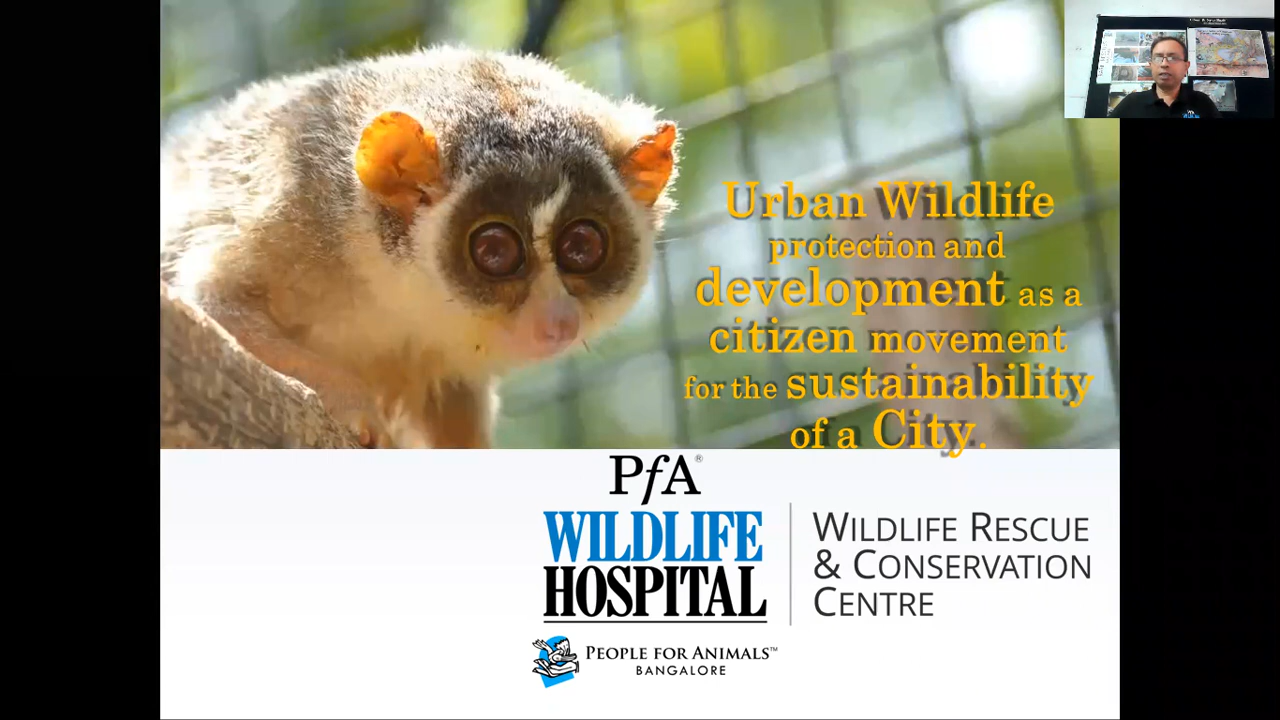 Urban Wildlife
protection and
development as a
citizen movement
for the sustainability
of a City.
PfA®
WILDLIFE
HOSPITAL
WILDLIFE RESCUE
& CONSERVATION
CENTRE
PEOPLE FOR ANIMALS™
BANGALORE